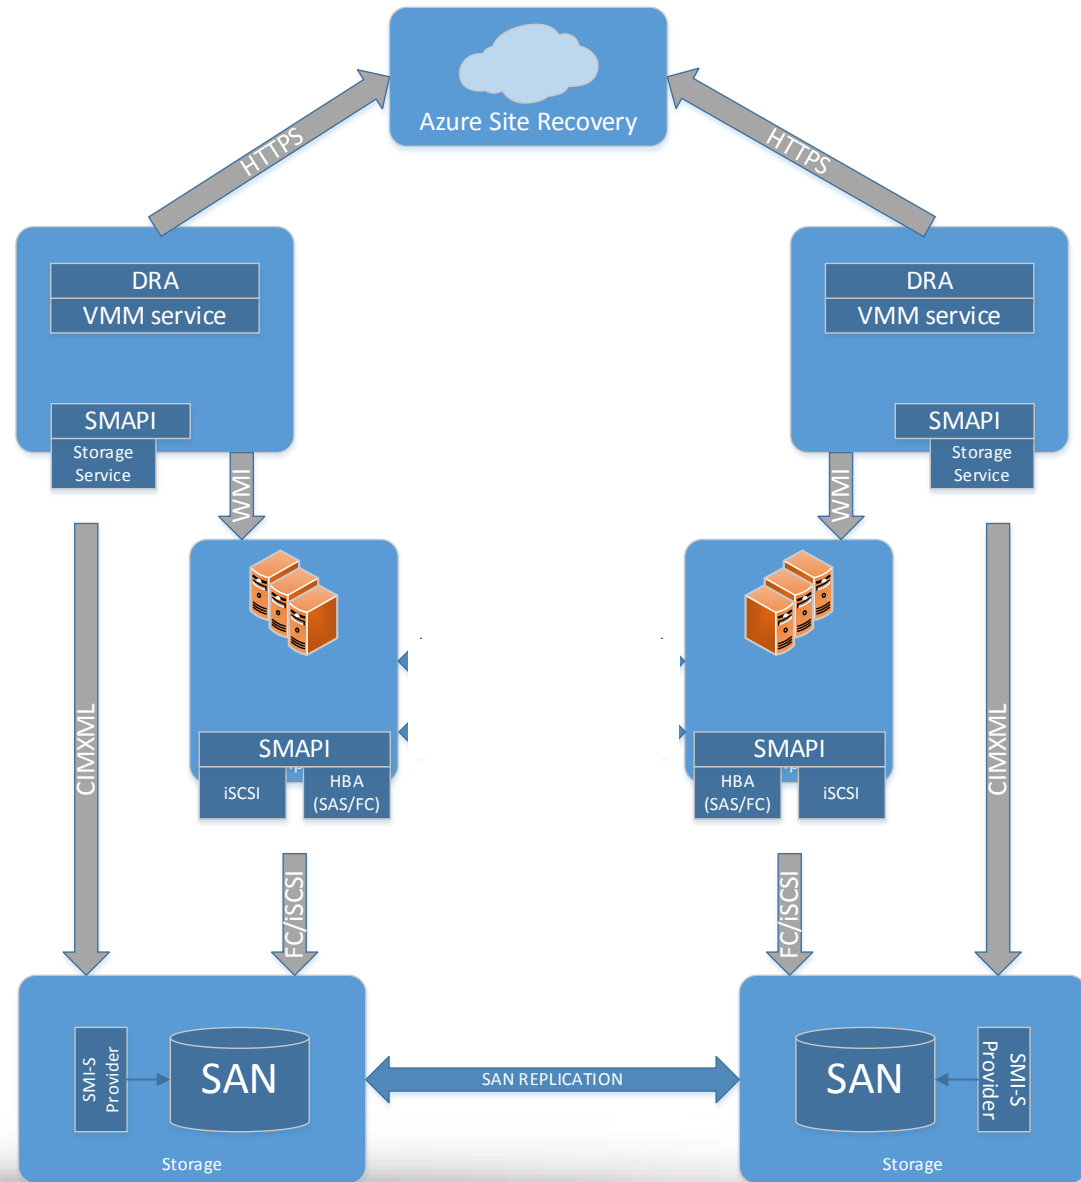 Azure Site Recovery
HTTPS
HTTPS
DRA
VMM service
SMAPI
Storage
Service
DRA
VMM service
SMAPI
Storage
Service
WMI
WMI
CIMXML
SMAPI
iSCSI
HBA
(SAS/FC)
SMAPI
HBA
(SAS/FC)
iSCSI
CIMXML
FC/iSCSI
FC/iSCSI
SMI-S
Provider
SAN
Storage
SAN REPLICATION
SAN
SMI-S
Provider
Storage